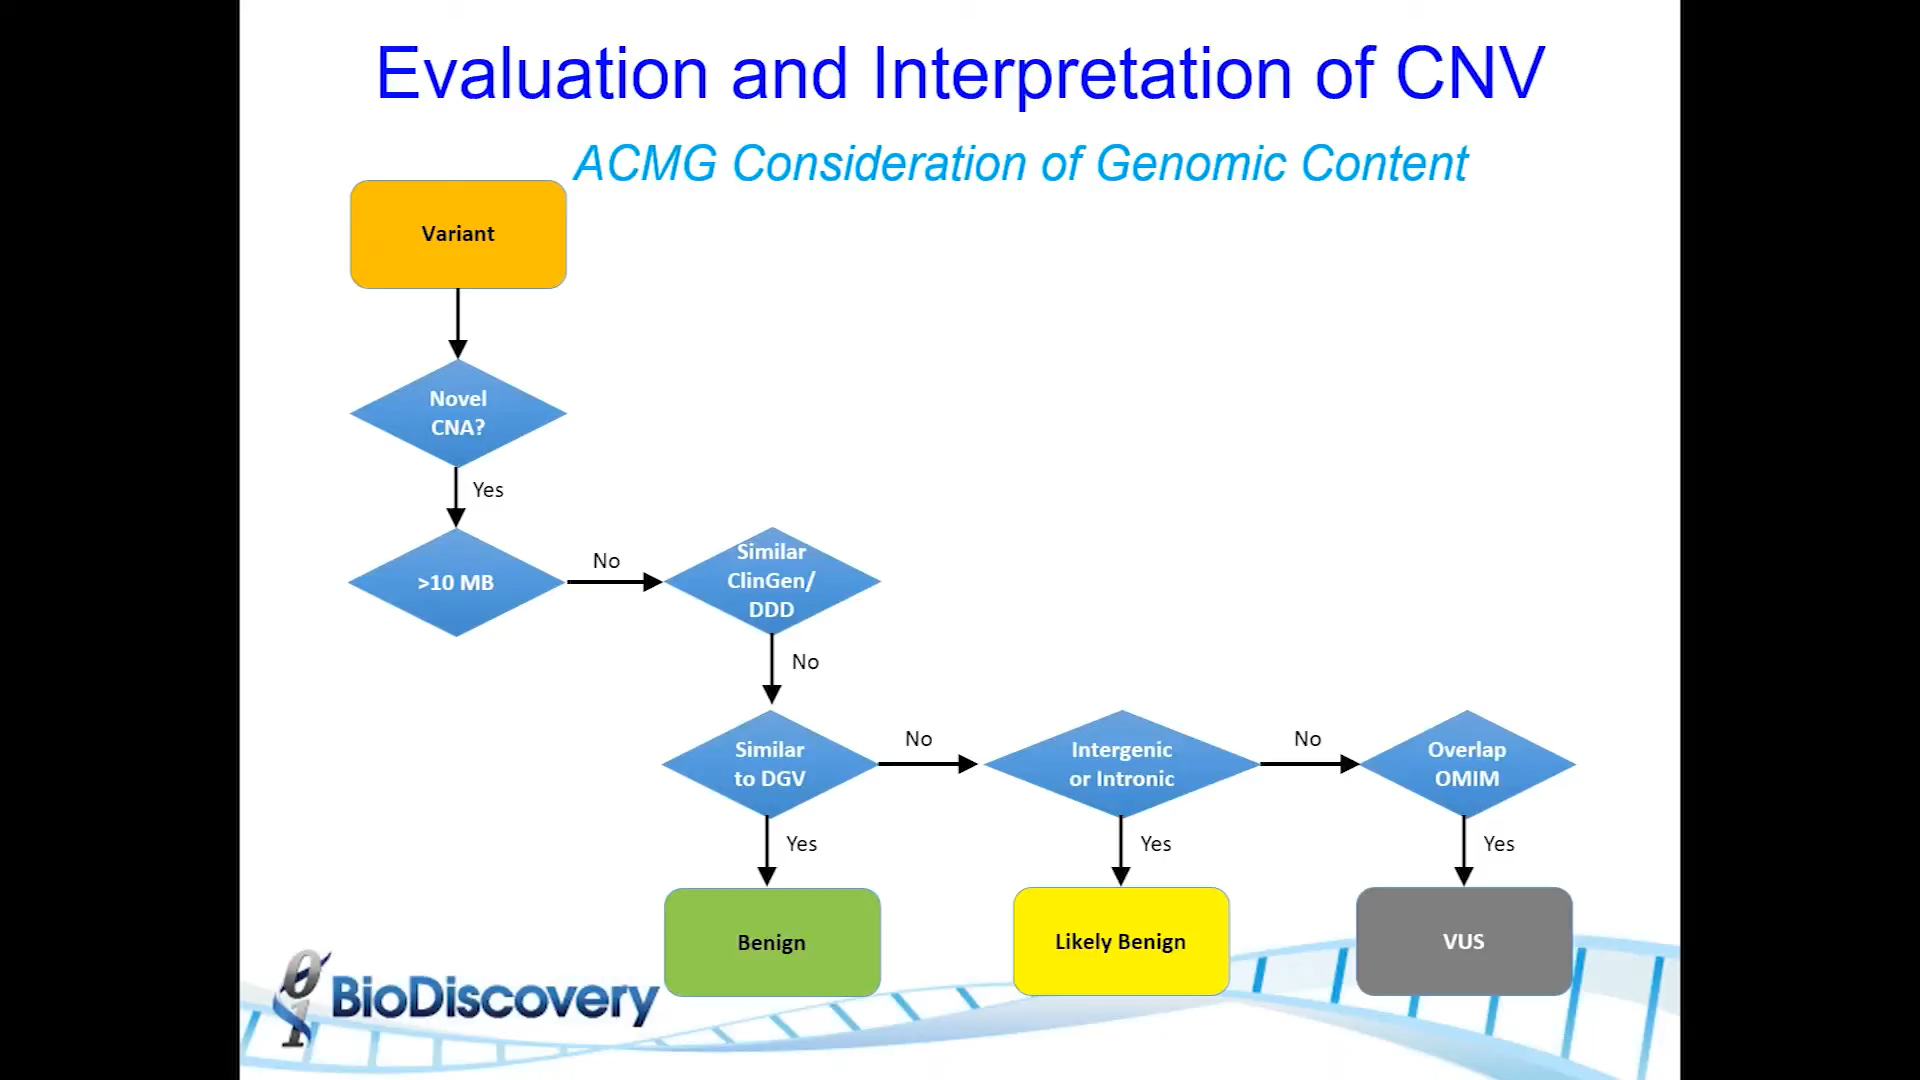 Evaluation and Interpretation of CNV
ACMG Consideration of Genomic Content
Variant
Novel
CNA?
Yes
>10 MB
No
Similar
ClinGen/
DDD
No
Similar
to DGV
No
Intergenic
or Intronic
No
Overlap
OMIM
Yes
Yes
Yes
Benign
Likely Benign
VUS
BioDiscovery